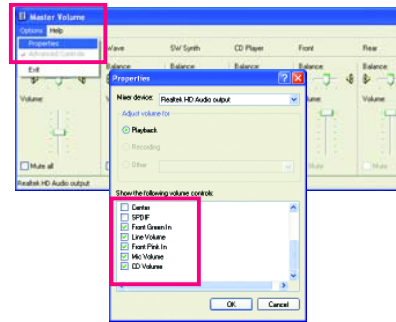 Master Volume
Options Help
Properties
Advanced Controls
Exit
Wave SW Synth CD Player Front Rear
Balance: Balance: Balance: Balance: Balance:
Volume: Volume: Volume:
Mute all Mute Mute
Realtek HD Audio output
Properties
Mixer device: Realtek HD Audio output
Adjust volume for
Playback
Recording
Other
Show the following volume controls:
Center
SPDIF
Front Green In
Line Volume
Front Pink In
Mic Volume
CD Volume
OK Cancel